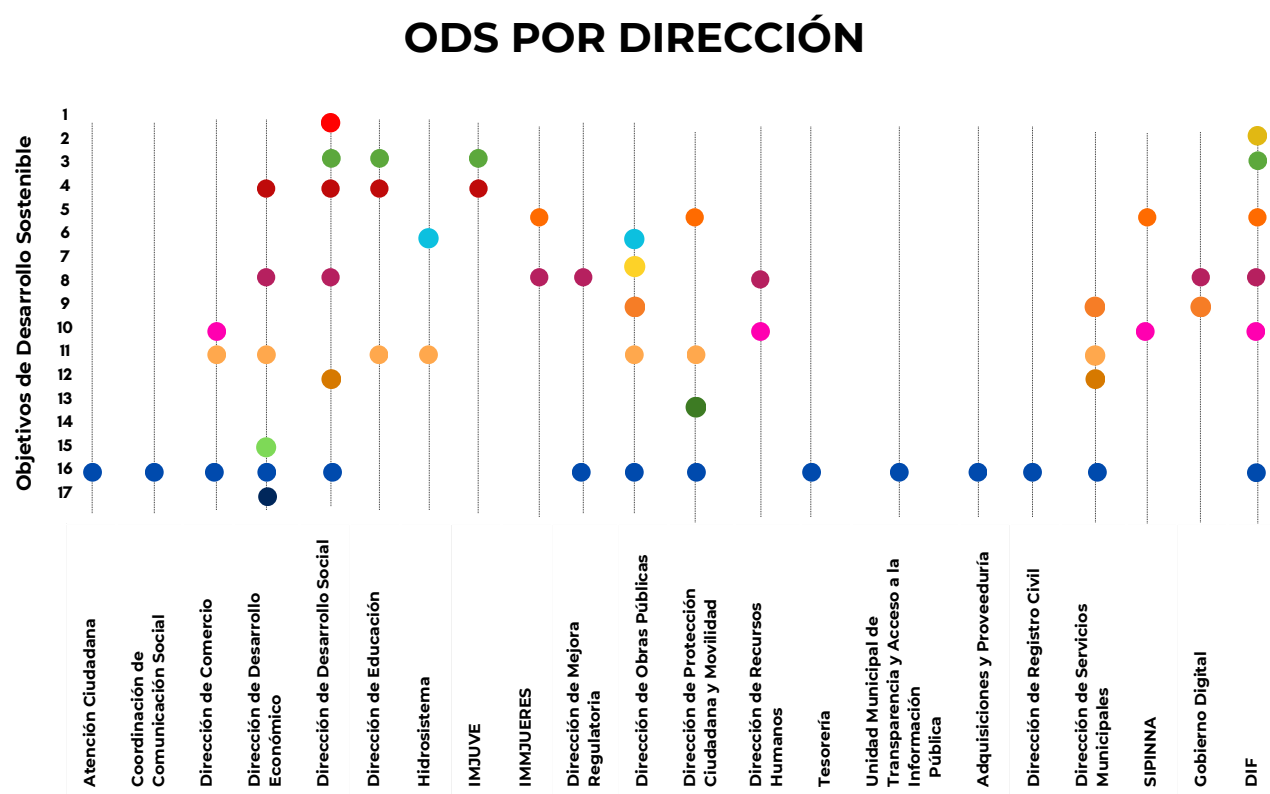 ODS POR DIRECCIÓN
Objetivos de Desarrollo Sostenible
1
2
3
4
5
6
7
8
9
10
11
12
13
14
15
16
17
Atención Ciudadana
Coordinación de
Comunicación Social
Dirección de Comercio
Dirección de Desarrollo
Económico
Dirección de Desarrollo Social
Dirección de Educación
Hidrosistema
IMJUVE
IMMJUERES
Dirección de Mejora
Regulatoria
Dirección de Obras Públicas
Dirección de Protección
Ciudadana y Movilidad
Dirección de Recursos
Humanos
Tesorería
Unidad Municipal de
Transparencia y Acceso a la
Información
Pública
Adquisiciones y Proveeduría
Dirección de Registro Civil
Dirección de Servicios
Municipales
SIPINNA
Gobierno Digital
DIF